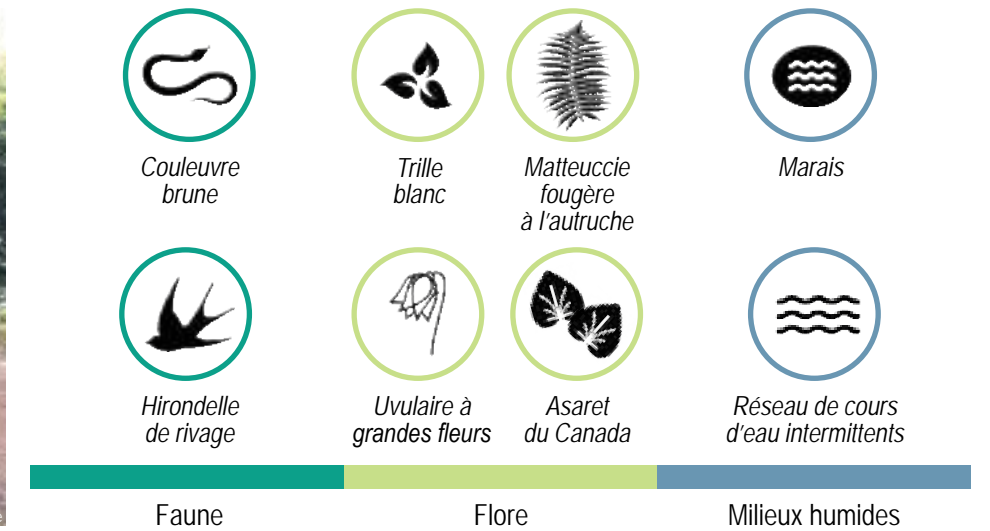 Couleuvre
brune
Trille
blanc
Matteuccie
fougère
à l'autruche
Marais
Hirondelle
de rivage
Uvulaire à
grandes fleurs
Asaret
du Canada
Réseau de cours
d'eau intermittents
Faune
Flore
Milieux humides